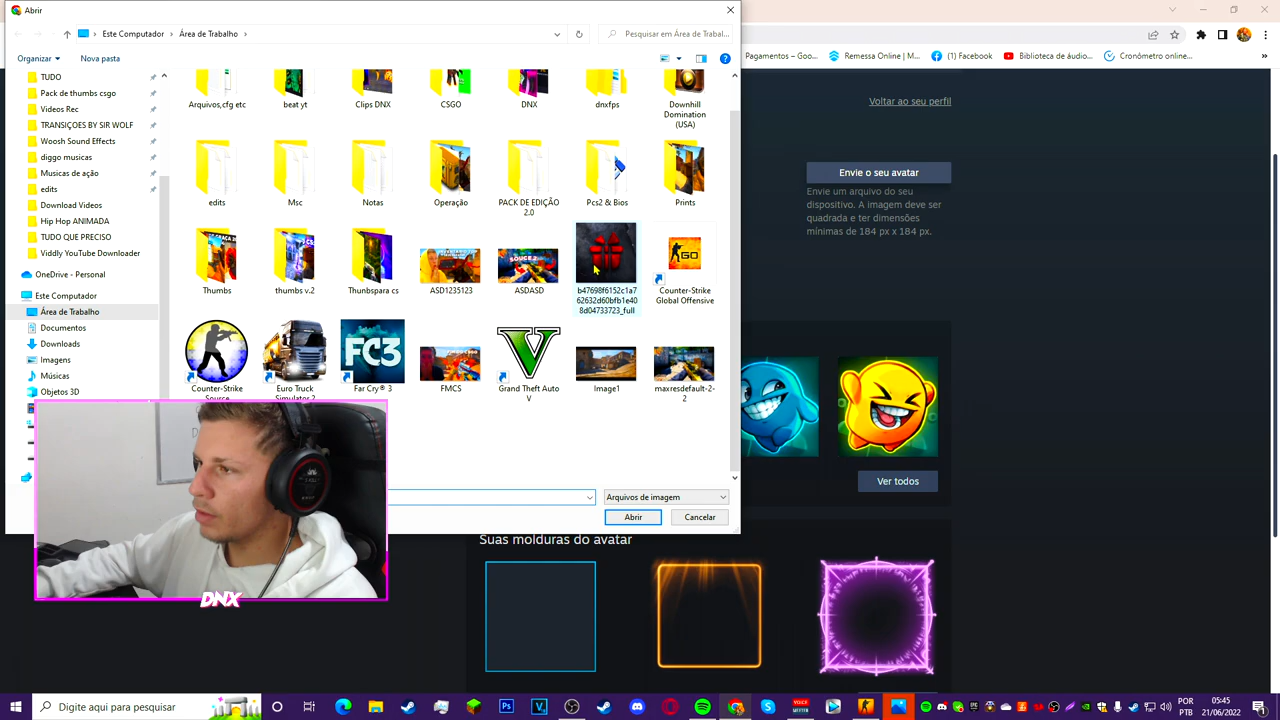 Abrir
Este Computador
Área de Trabalho
Pesquisar em Área de Trabal...
Organizar
Nova pasta
TUDO
Pack de thumbs csgo
Videos Rec
TRANSIÇOES BY SIR WOLF
Woosh Sound Effects
diggo musicas
Musicas de ação
edits
Download Videos
Hip Hop ANIMADA
TUDO QUE PRECISO
Viddly YouTube Downloader
OneDrive - Personal
Este Computador
Área de Trabalho
Documentos
Downloads
Imagens
Músicas
Objetos 3D
Arquivos,cfg etc
beat yt
Clips DNX
CSGO
DNX
dnxfps
Downhill
Domination
(USA)
edits
Msc
Notas
Operação
PACK DE EDIÇÃO
2.0
Pcs2 & Bios
Prints
Thumbs
thumbs v.2
Thunbspara cs
ASD1235123
ASDASD
b47698f6152c1a7
62632d60bfb1e40
8d04733723_full
Counter-Strike
Global Offensive
GO
FC3
Counter-Strike
Source
Euro Truck
Simulator 2
Far Cry® 3
FMCS
Grand Theft Auto
V
Image1
maxresdefault-2-
2
Arquivos de imagem
Abrir
Cancelar
DNX
Pagamentos – Goo...
Remessa Online | M...
(1) Facebook
Biblioteca de áudio...
Cronómetro online...
Voltar ao seu perfil
Envie o seu avatar
Envie um arquivo do seu
dispositivo. A imagem deve ser
quadrada e ter dimensões
mínimas de 184 px x 184 px.
Ver todos
Suas molduras do avatar
Digite aqui para pesquisar
POR
PTB
05:45
21/06/2022